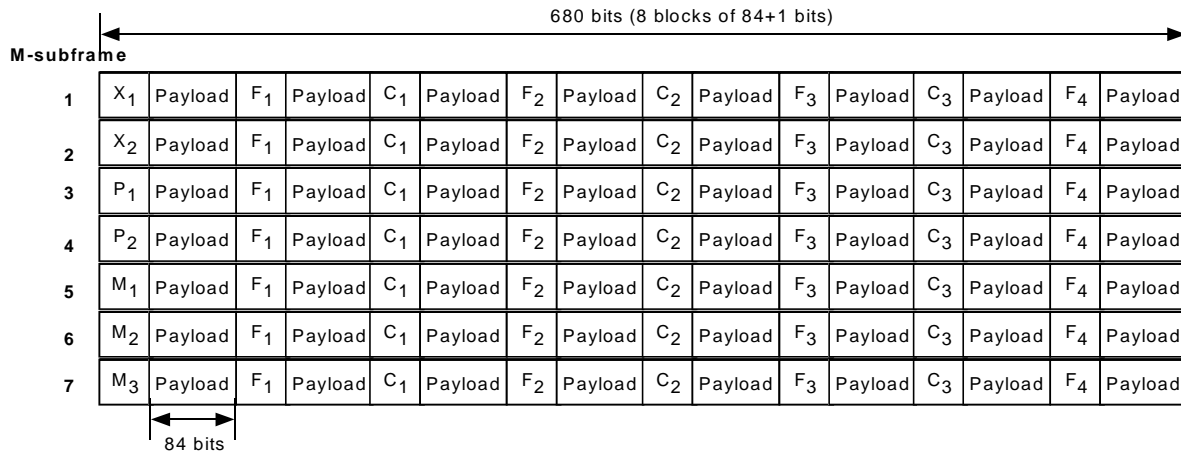 680 bits (8 blocks of 84+1 bits)
M-subframe
1 X1 Payload F1 Payload C1 Payload F2 Payload C2 Payload F3 Payload C3 Payload F4 Payload
2 X2 Payload F1 Payload C1 Payload F2 Payload C2 Payload F3 Payload C3 Payload F4 Payload
3 P1 Payload F1 Payload C1 Payload F2 Payload C2 Payload F3 Payload C3 Payload F4 Payload
4 P2 Payload F1 Payload C1 Payload F2 Payload C2 Payload F3 Payload C3 Payload F4 Payload
5 M1 Payload F1 Payload C1 Payload F2 Payload C2 Payload F3 Payload C3 Payload F4 Payload
6 M2 Payload F1 Payload C1 Payload F2 Payload C2 Payload F3 Payload C3 Payload F4 Payload
7 M3 Payload F1 Payload C1 Payload F2 Payload C2 Payload F3 Payload C3 Payload F4 Payload
84 bits